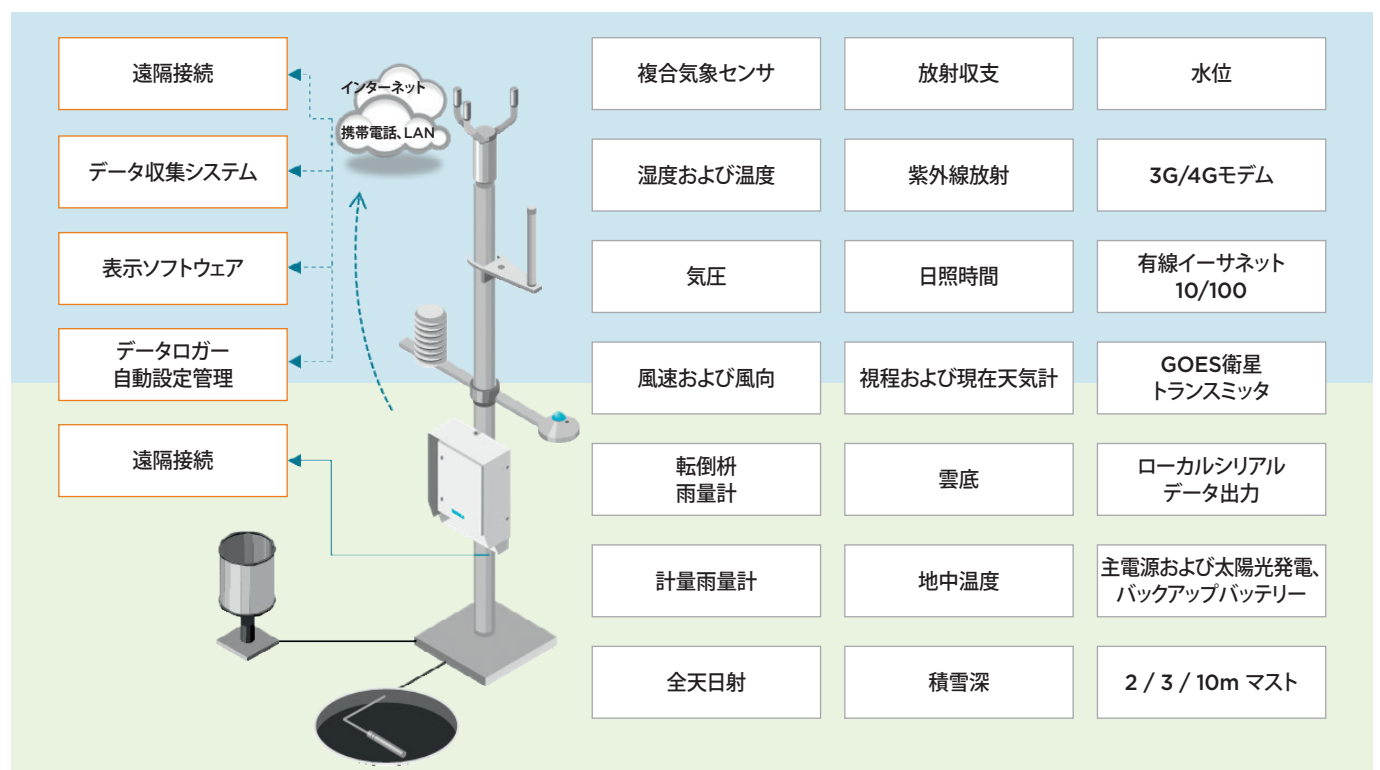 遠隔接続
データ収集システム
表示ソフトウェア
データロガー
自動設定管理
遠隔接続
インターネット
携帯電話、LAN
複合気象センサ
放射収支
水位
湿度および温度
紫外線放射
3G/4Gモデム
気圧
日照時間
有線イーサネット
10/100
風速および風向
視程および現在天気計
GOES衛星
トランスミッタ
転倒枡
雨量計
雲底
ローカルシリアル
データ出力
計量雨量計
地中温度
主電源および太陽光発電、
バックアップバッテリー
全天日射
積雪深
2 / 3 / 10m マスト